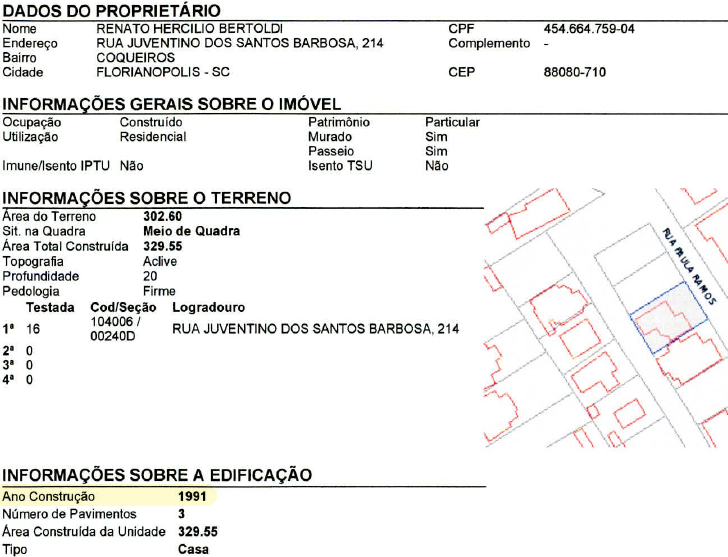 DADOS DO PROPRIETÁRIO
Nome RENATO HERCILIO BERTOLDI CPF 454.664.759-04
Endereço RUA JUVENTINO DOS SANTOS BARBOSA, 214 Complemento -
Bairro COQUEIROS
Cidade FLORIANOPOLIS - SC CEP 88080-710
INFORMAÇÕES GERAIS SOBRE O IMÓVEL
Ocupação Construído Patrimônio Particular
Utilização Residencial Murado Sim
Passeio Sim
Imune/Isento IPTU Não Isento TSU Não
INFORMAÇÕES SOBRE O TERRENO
Área do Terreno 302.60
Sit. na Quadra Meio de Quadra
Área Total Construída 329.55
Topografia Aclive
Profundidade 20
Pedologia Firme
Testada Cod/Seção Logradouro
1ª 16 104006 / 00240D RUA JUVENTINO DOS SANTOS BARBOSA, 214
2ª 0
3ª 0
4ª 0
RUA PAULA RAMOS
INFORMAÇÕES SOBRE A EDIFICAÇÃO
Ano Construção 1991
Número de Pavimentos 3
Área Construída da Unidade 329.55
Tipo Casa